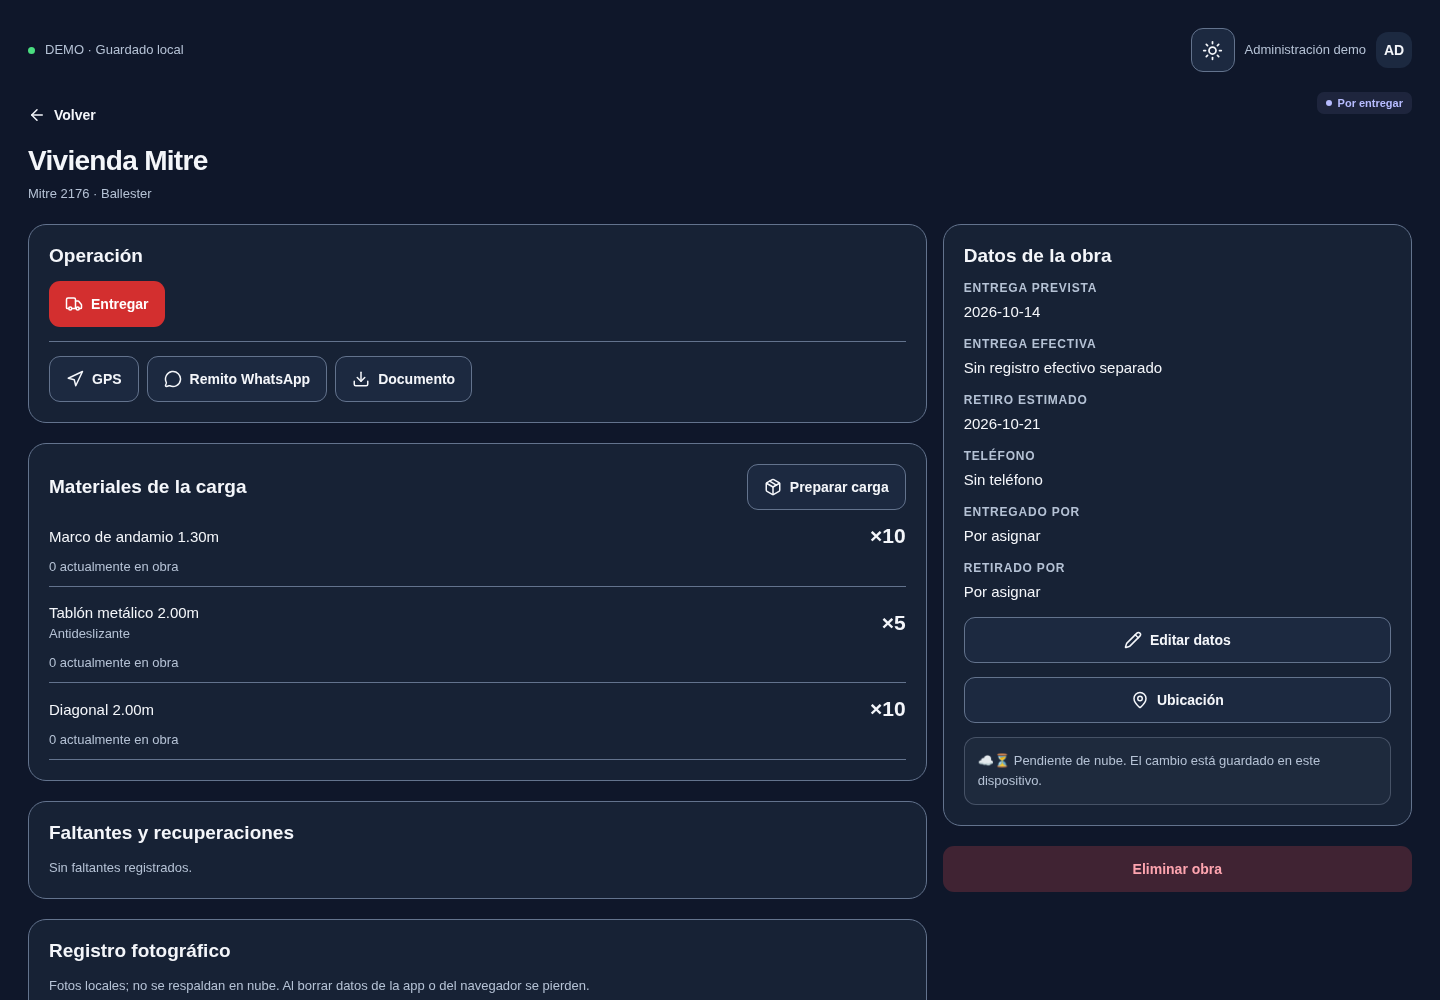 DEMO · Guardado local
Administración demo
AD
Volver
Por entregar
Vivienda Mitre
Mitre 2176 · Ballester
Operación
Entregar
GPS
Remito WhatsApp
Documento
Materiales de la carga
Preparar carga
Marco de andamio 1.30m
×10
0 actualmente en obra
Tablón metálico 2.00m
Antideslizante
×5
0 actualmente en obra
Diagonal 2.00m
×10
0 actualmente en obra
Faltantes y recuperaciones
Sin faltantes registrados.
Registro fotográfico
Fotos locales; no se respaldan en nube. Al borrar datos de la app o del navegador se pierden.
Datos de la obra
ENTREGA PREVISTA
2026-10-14
ENTREGA EFECTIVA
Sin registro efectivo separado
RETIRO ESTIMADO
2026-10-21
TELÉFONO
Sin teléfono
ENTREGADO POR
Por asignar
RETIRADO POR
Por asignar
Editar datos
Ubicación
☁️⏳ Pendiente de nube. El cambio está guardado en este
dispositivo.
Eliminar obra